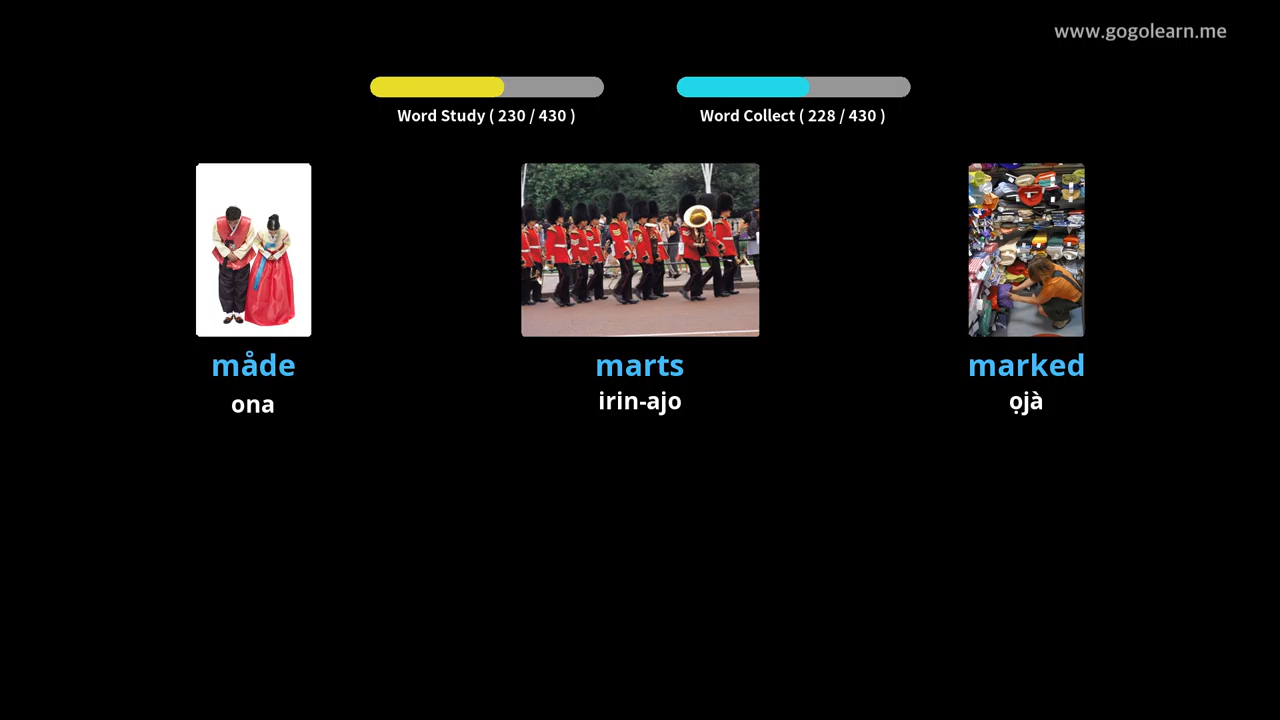 www.gogolearn.me
Word Study ( 230 / 430 )
Word Collect ( 228 / 430 )
måde
marts
marked
ona
irin-ajo
ọjà